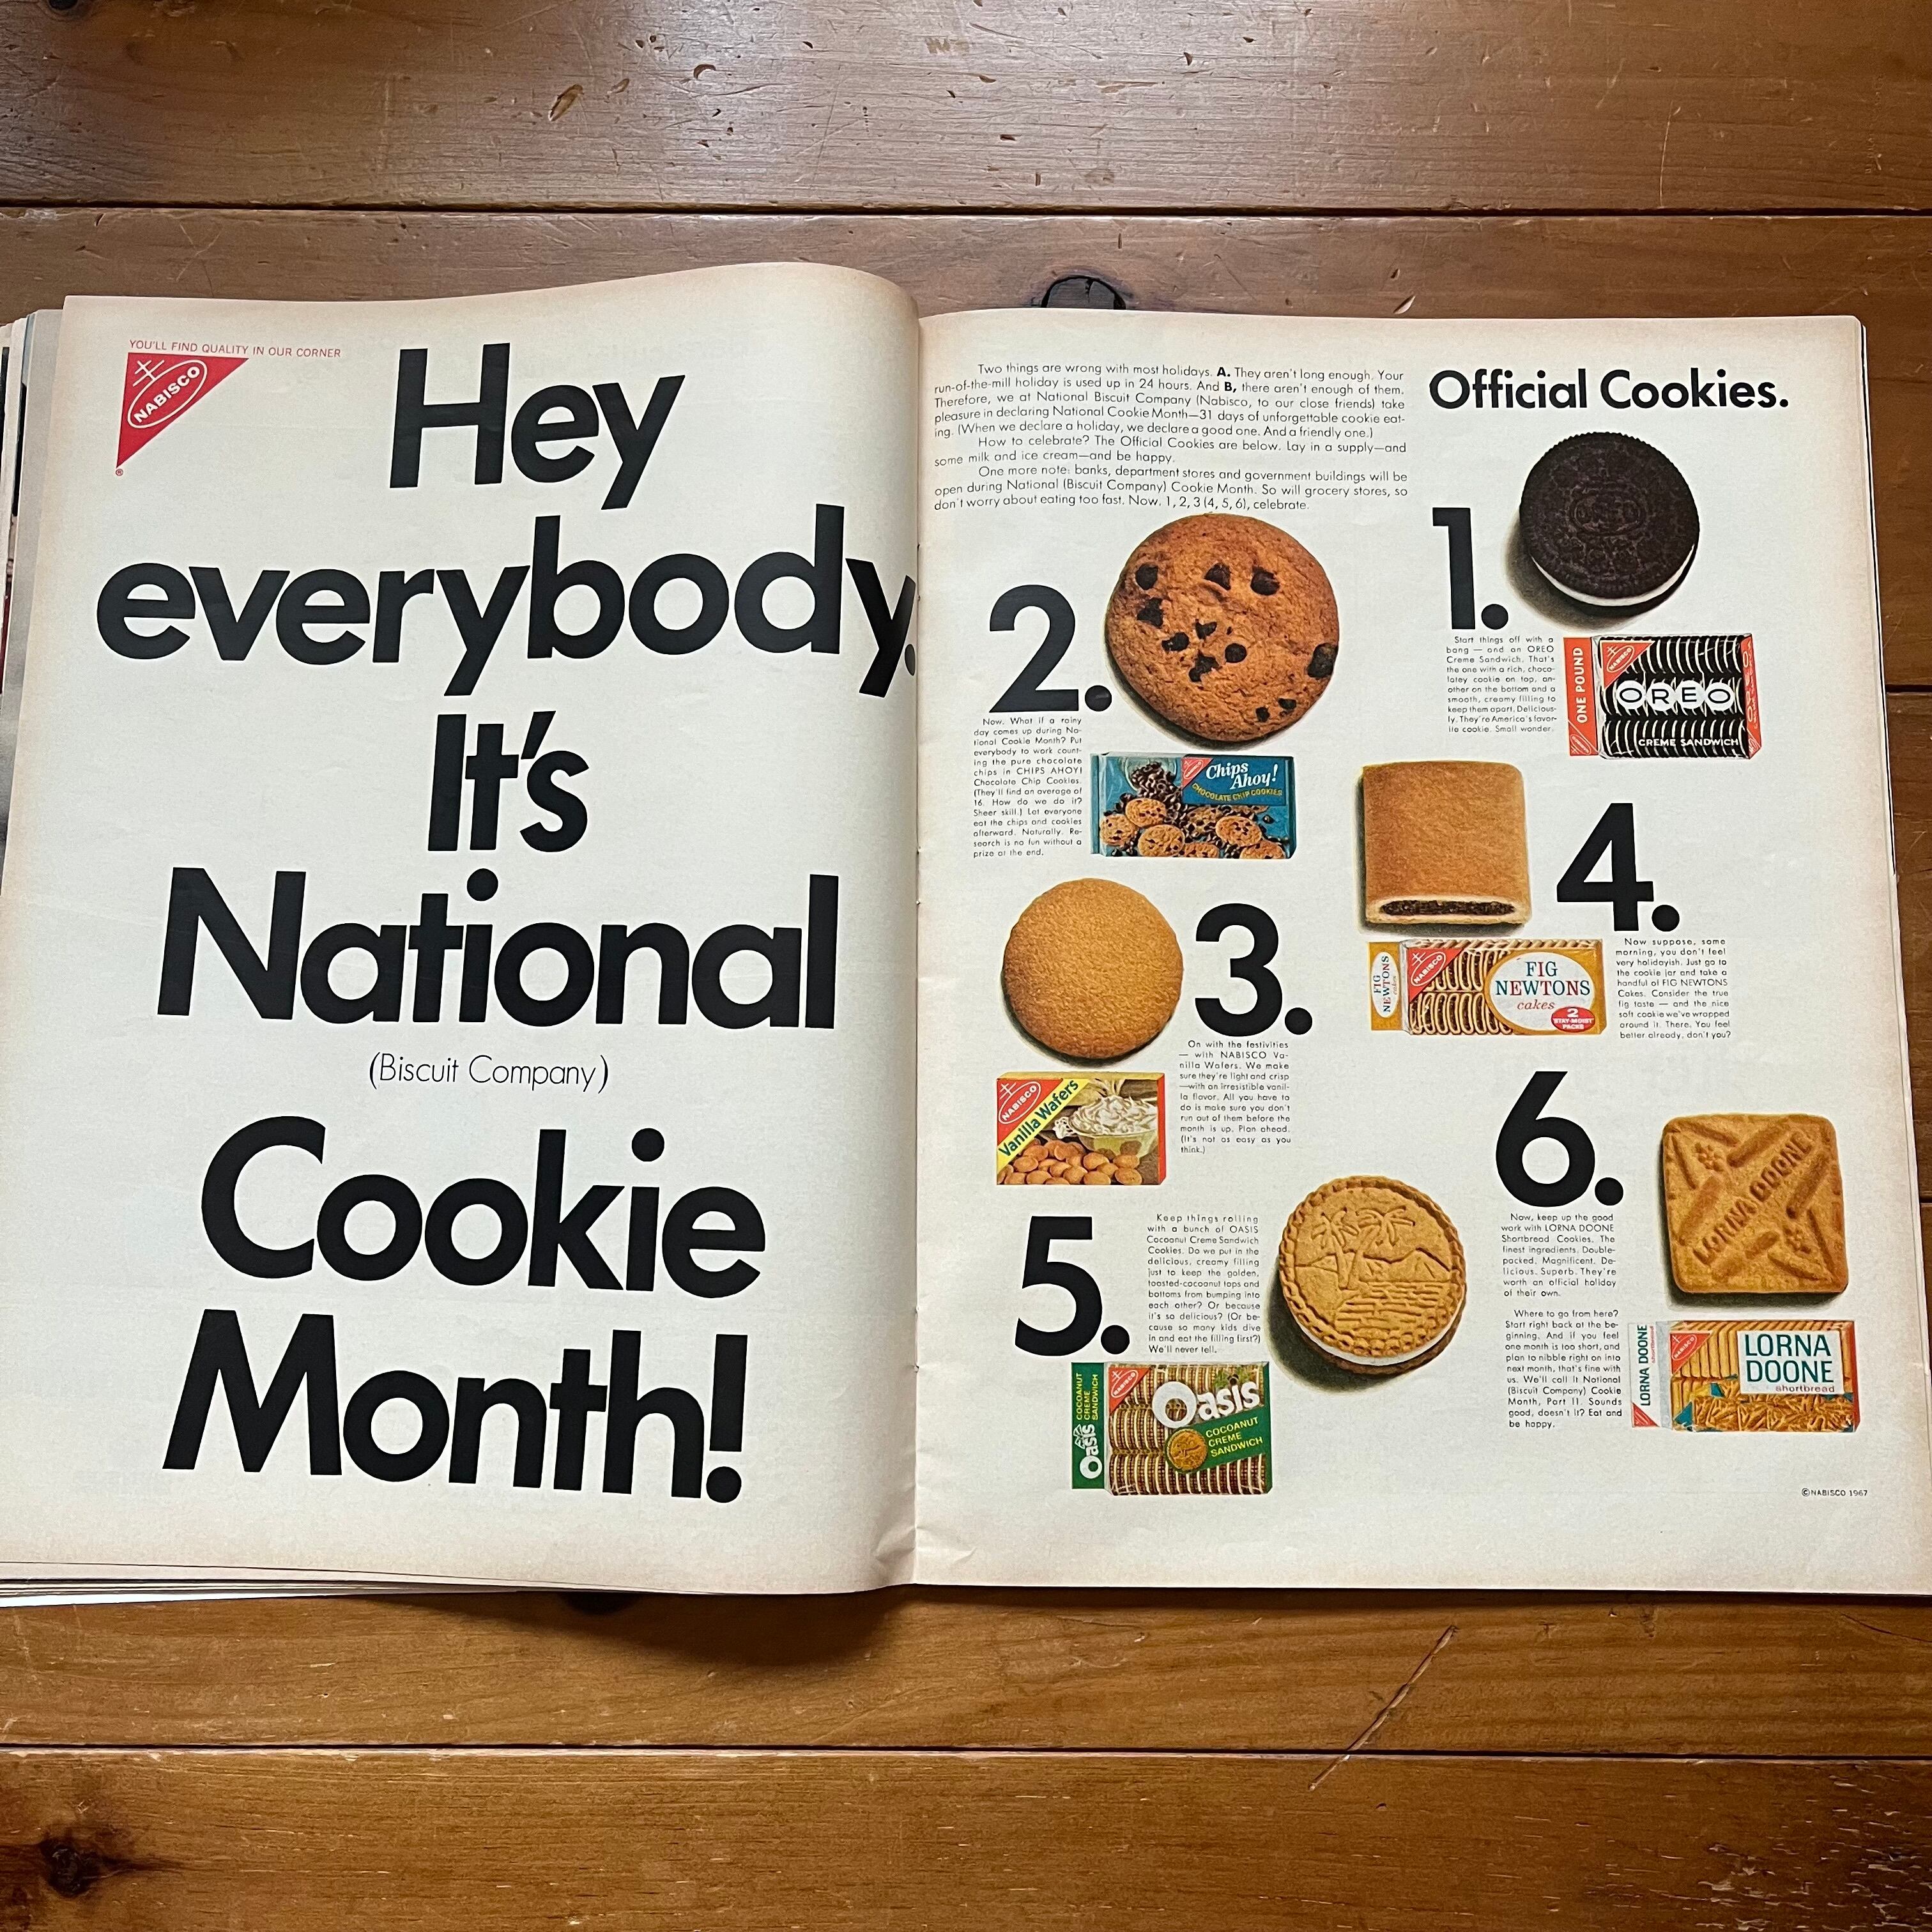 YOU'LL FIND QUALITY IN OUR CORNER
NABISCO
®
Hey
everybody.
It's
National
(Biscuit Company)
Cookie
Month!
Two things are wrong with most holidays. A. They aren't long enough. Your
run-of-the-mill holiday is used up in 24 hours. And B, there aren't enough of them.
Therefore, we at National Biscuit Company (Nabisco, to our close friends) take
pleasure in declaring National Cookie Month—31 days of unforgettable cookie eat-
ing. (When we declare a holiday, we declare a good one. And a friendly one.)
How to celebrate? The Official Cookies are below. Lay in a supply—and
some milk and ice cream—and be happy.
One more note: banks, department stores and government buildings will be
open during National (Biscuit Company) Cookie Month. So will grocery stores, so
don't worry about eating too fast. Now, 1, 2, 3 (4, 5, 6), celebrate.
Official Cookies.
1.
OREO
Start things off with a
bang — and an OREO
Creme Sandwich. That's
the one with a rich, choco-
latey cookie on top, an-
other on the bottom and a
smooth, creamy filling to
keep them apart. Delicious-
ly. They're America's favor-
ite cookie. Small wonder.
ONE POUND
NABISCO
OREO
CREME SANDWICH
2.
Now. What if a rainy
day comes up during Na-
tional Cookie Month? Put
everybody to work count-
ing the pure chocolate
chips in CHIPS AHOY!
Chocolate Chip Cookies.
(They'll find an average of
16. How do we do it?
Sheer skill.) Let everyone
eat the chips and cookies
afterward. Naturally. Re-
search is no fun without a
prize at the end.
NABISCO
Chips
Ahoy!
CHOCOLATE CHIP COOKIES
3.
On with the festivities
— with NABISCO Va-
nilla Wafers. We make
sure they're light and crisp
—with an irresistible vanil-
la flavor. All you have to
do is make sure you don't
run out of them before the
month is up. Plan ahead.
(It's not as easy as you
think.)
NABISCO
Vanilla Wafers
4.
Now suppose, some
morning, you don't feel
very holidayish. Just go to
the cookie jar and take a
handful of FIG NEWTONS
Cakes. Consider the true
fig taste — and the nice
soft cookie we've wrapped
around it. There. You feel
better already, don't you?
FIG
NEWTONS
cakes
NABISCO
FIG
NEWTONS
cakes
2
STAY-MOIST
PACKS
5.
Keep things rolling
with a bunch of OASIS
Cocoanut Creme Sandwich
Cookies. Do we put in the
delicious, creamy filling
just to keep the golden,
toasted-cocoanut tops and
bottoms from bumping into
each other? Or because
it's so delicious? (Or be-
cause so many kids dive
in and eat the filling first?)
We'll never tell.
Oasis
COCOANUT
CREME
SANDWICH
NABISCO
Oasis
COCOANUT
CREME
SANDWICH
6.
LORNA DOONE
Now, keep up the good
work with LORNA DOONE
Shortbread Cookies. The
finest ingredients. Double-
packed. Magnificent. De-
licious. Superb. They're
worth an official holiday
of their own.
Where to go from here?
Start right back at the be-
ginning. And if you feel
one month is too short, and
plan to nibble right on into
next month, that's fine with
us. We'll call it National
(Biscuit Company) Cookie
Month, Part II. Sounds
good, doesn't it? Eat and
be happy.
LORNA DOONE
shortbread
NABISCO
LORNA
DOONE
shortbread
©NABISCO 1967